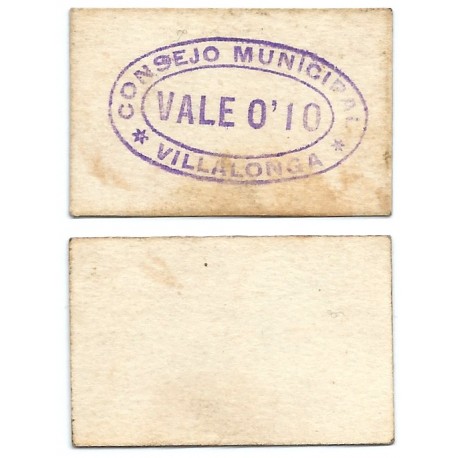 CONSEJO MUNICIPAL
VALE 0'10
* VILLALONGA *